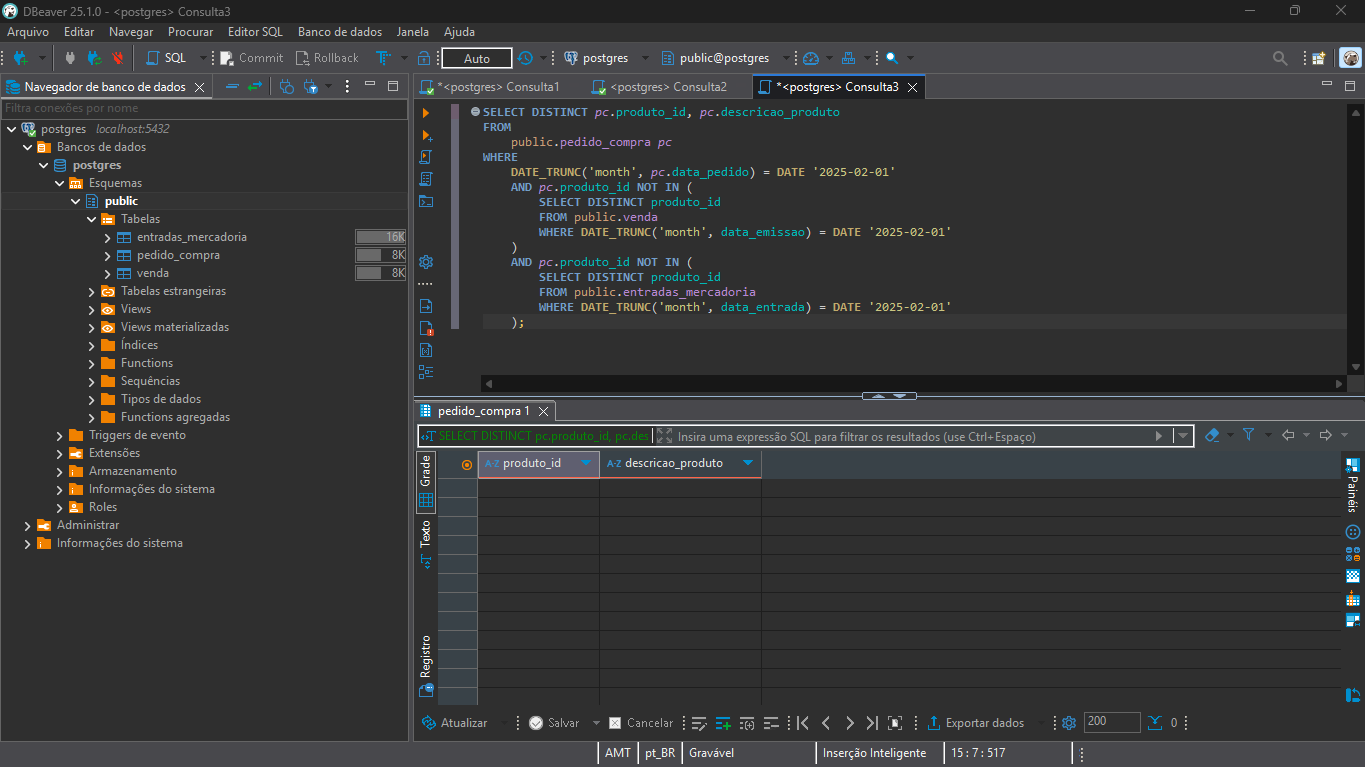 DBeaver 25.1.0 - <postgres> Consulta3
Arquivo Editar Navegar Procurar Editor SQL Banco de dados Janela Ajuda
SQL Commit Rollback Auto postgres public@postgres
Navegador de banco de dados
Filtra conexões por nome
postgres localhost:5432
Bancos de dados
postgres
Esquemas
public
Tabelas
entradas_mercadoria 16K
pedido_compra 8K
venda 8K
Tabelas estrangeiras
Views
Views materializadas
Índices
Functions
Sequências
Tipos de dados
Functions agregadas
Triggers de evento
Extensões
Armazenamento
Informações do sistema
Roles
Administrar
Informações do sistema
*<postgres> Consulta1 <postgres> Consulta2 *<postgres> Consulta3
SELECT DISTINCT pc.produto_id, pc.descricao_produto
FROM
public.pedido_compra pc
WHERE
DATE_TRUNC('month', pc.data_pedido) = DATE '2025-02-01'
AND pc.produto_id NOT IN (
SELECT DISTINCT produto_id
FROM public.venda
WHERE DATE_TRUNC('month', data_emissao) = DATE '2025-02-01'
)
AND pc.produto_id NOT IN (
SELECT DISTINCT produto_id
FROM public.entradas_mercadoria
WHERE DATE_TRUNC('month', data_entrada) = DATE '2025-02-01'
);
pedido_compra 1
SELECT DISTINCT pc.produto_id, pc.des Insira uma expressão SQL para filtrar os resultados (use Ctrl+Espaço)
Grade
Texto
Registro
A-Z produto_id A-Z descricao_produto
Painéis
Atualizar Salvar Cancelar Exportar dados 200 0
AMT pt_BR Gravável Inserção Inteligente 15 : 7 : 517